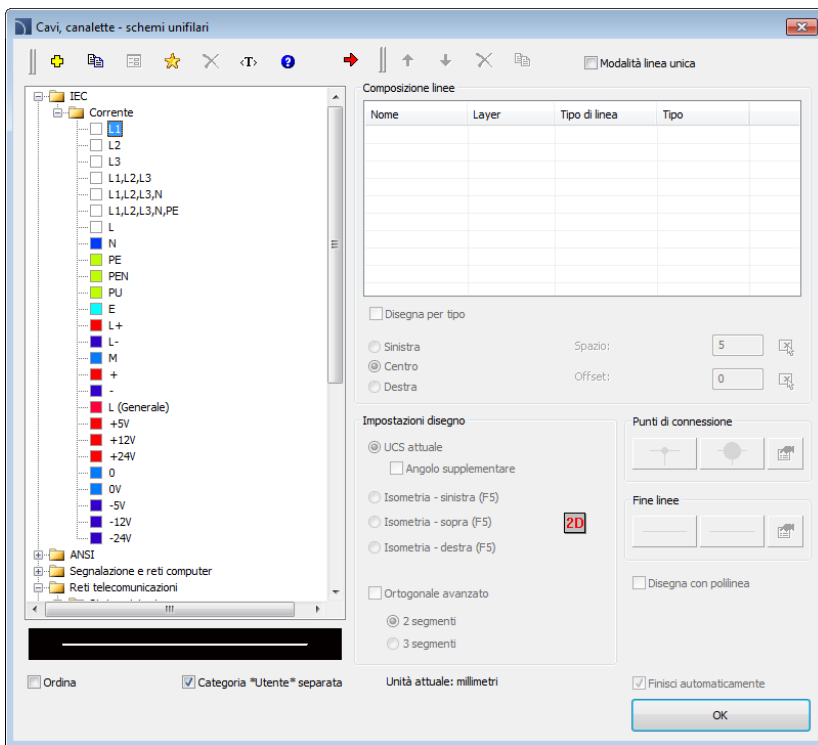 Cavi, canalette - schemi unifilari
<T>
Modalità linea unica
IEC
Corrente
L1
L2
L3
L1,L2,L3
L1,L2,L3,N
L1,L2,L3,N,PE
L
N
PE
PEN
PU
E
L+
L-
M
+
-
L (Generale)
+5V
+12V
+24V
0
0V
-5V
-12V
-24V
ANSI
Segnalazione e reti computer
Reti telecomunicazioni
Ordina
Categoria "Utente" separata
Composizione linee
Nome Layer Tipo di linea Tipo
Disegna per tipo
Sinistra
Centro
Destra
Spazio: 5
Offset: 0
Impostazioni disegno
UCS attuale
Angolo supplementare
Isometria - sinistra (F5)
Isometria - sopra (F5)
Isometria - destra (F5)
2D
Ortogonale avanzato
2 segmenti
3 segmenti
Unità attuale: millimetri
Punti di connessione
Fine linee
Disegna con polilinea
Finisci automaticamente
OK